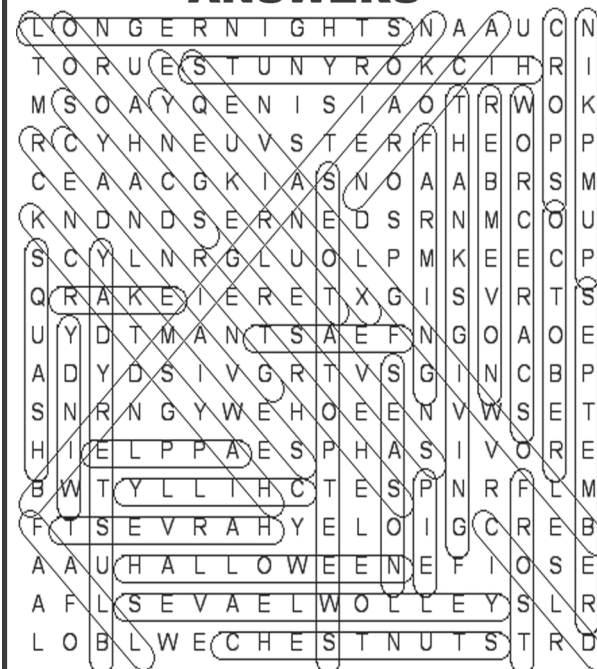 ANSWERS
L O N G E R N I G H T S N A A U C N
T O R U E S T U N Y R O K C I H R I
M S O A Y Q E N I S I A O T R W O K
R C Y H N E U V S T E R F H E O P P
C E A A C G K I A S N O A A B R S M
K N D N D S E R N E D S R N M C O U
S C Y L N R G L U O L P M K E E C P
Q R A K E I E R E T X G I S V R T S
U Y D T M A N T S A E F N G O A O E
A D Y D S I V G R T V S G I N C B P
S N R N G Y W E H O E E N V W S E T
H I E L P P A E S P H A S I V O R E
B W T Y L L I H C T E S P N R F L M
F T S E V R A H Y E L O I G C R E B
A A U H A L L O W E E N E F I O S E
A F L S E V A E L W O L L E Y S L R
L O B L W E C H E S T N U T S T R D